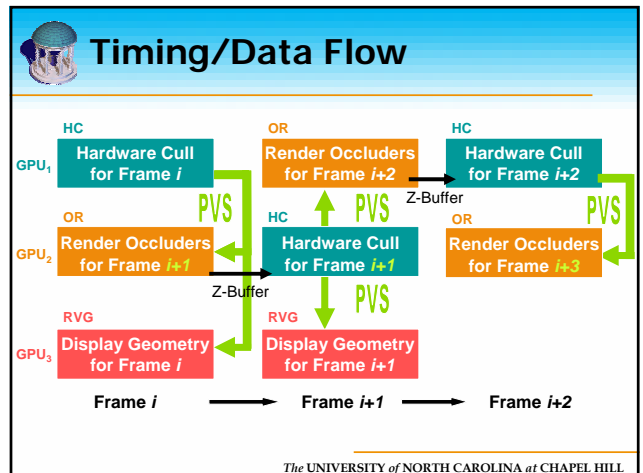 Timing/Data Flow
HC
OR
HC
GPU1
Hardware Cull
for Frame i
Render Occluders
for Frame i+2
Hardware Cull
for Frame i+2
Z-Buffer
PVS
PVS
PVS
OR
HC
OR
GPU2
Render Occluders
for Frame i+1
Hardware Cull
for Frame i+1
Render Occluders
for Frame i+3
Z-Buffer
PVS
RVG
RVG
GPU3
Display Geometry
for Frame i
Display Geometry
for Frame i+1
Frame i
Frame i+1
Frame i+2
The UNIVERSITY of NORTH CAROLINA at CHAPEL HILL